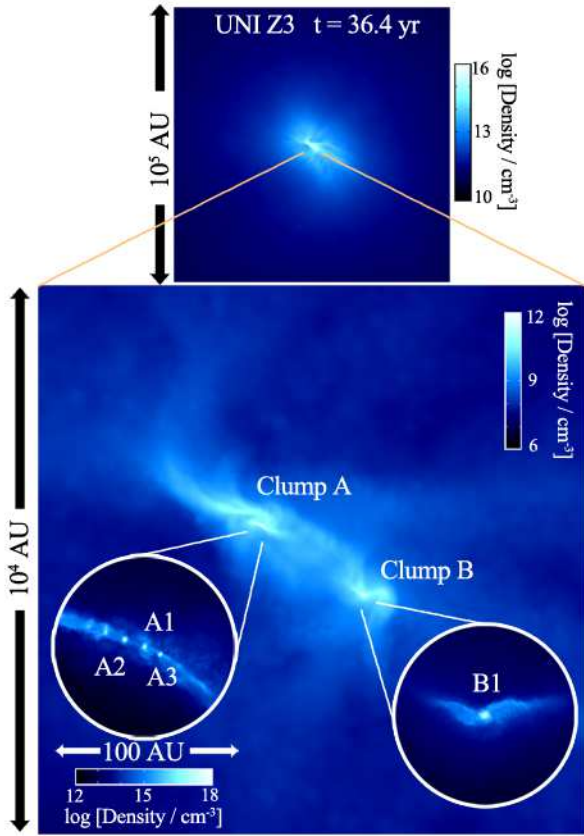 UNI Z3 t = 36.4 yr
10⁵ AU
16
13
10
log [Density / cm⁻³]
10⁴ AU
12
9
6
log [Density / cm⁻³]
Clump A
Clump B
A1
A2
A3
B1
100 AU
12 15 18
log [Density / cm⁻³]